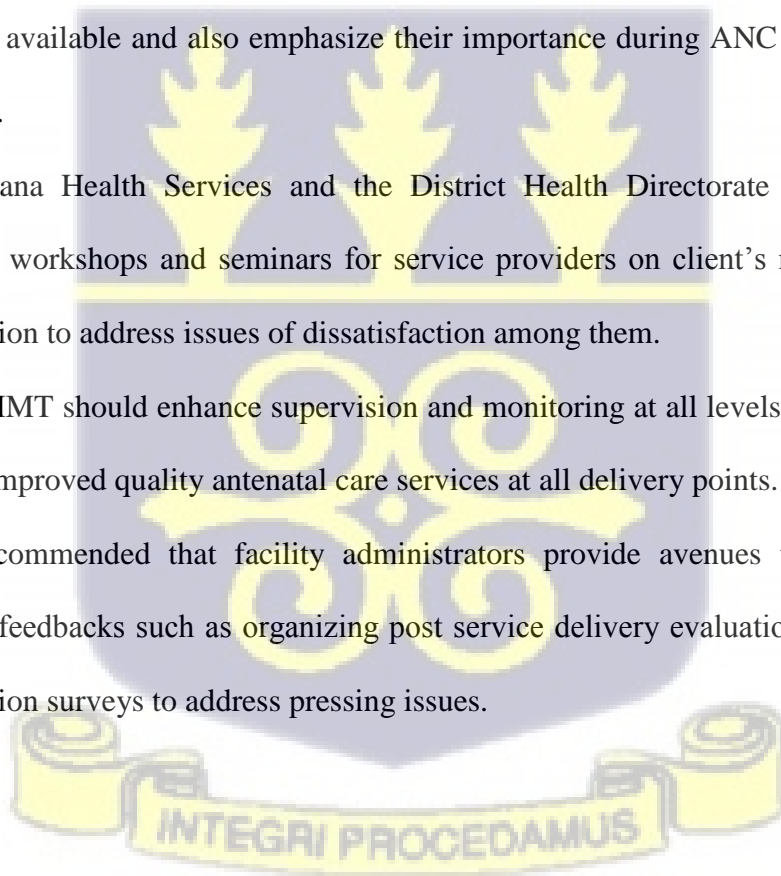 available and also emphasize their importance during ANC
.
ana Health Services and the District Health Directorate
workshops and seminars for service providers on client’s
ion to address issues of dissatisfaction among them.
HMT should enhance supervision and monitoring at all levels
mproved quality antenatal care services at all delivery points.
commended that facility administrators provide avenues
feedbacks such as organizing post service delivery evaluatio
ion surveys to address pressing issues.
INTEGRI PROCEDAMUS